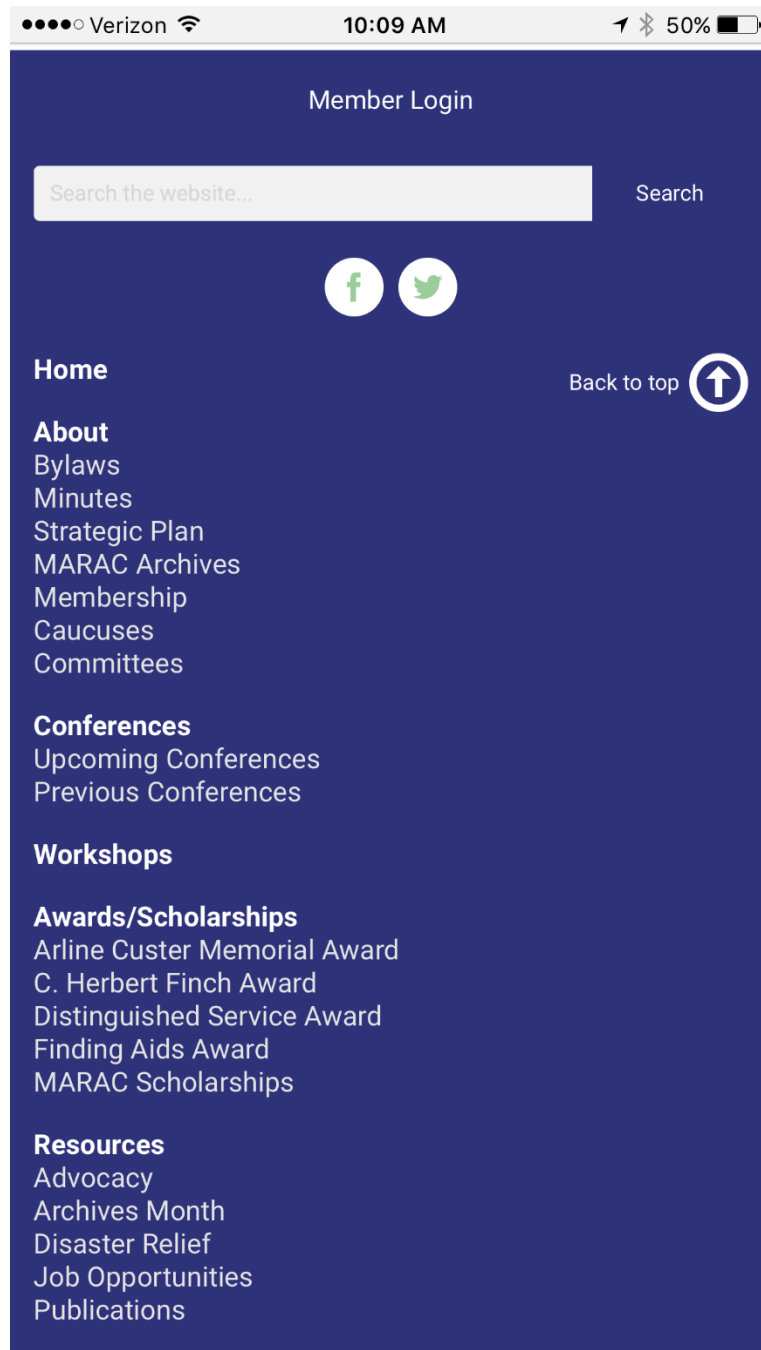 Verizon 10:09 AM 50%
Member Login
Search the website... Search
Home
Back to top
About
Bylaws
Minutes
Strategic Plan
MARAC Archives
Membership
Caucuses
Committees
Conferences
Upcoming Conferences
Previous Conferences
Workshops
Awards/Scholarships
Arline Custer Memorial Award
C. Herbert Finch Award
Distinguished Service Award
Finding Aids Award
MARAC Scholarships
Resources
Advocacy
Archives Month
Disaster Relief
Job Opportunities
Publications